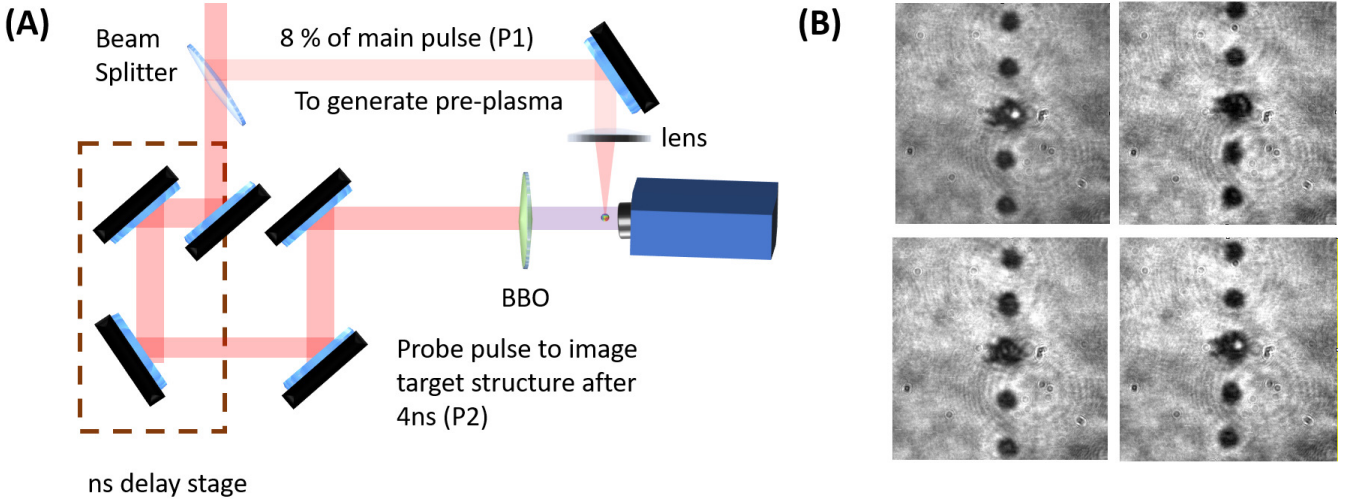 (A)
Beam
Splitter
8 % of main pulse (P1)
To generate pre-plasma
lens
BBO
Probe pulse to image
target structure after
4ns (P2)
ns delay stage
(B)